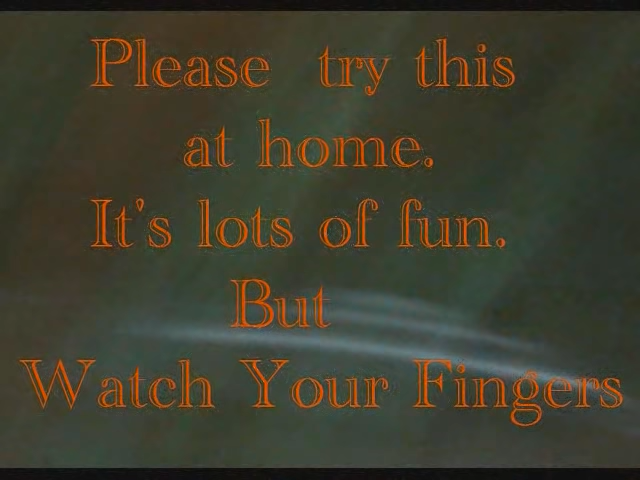 Please try this
at home.
It's lots of fun.
But
Watch Your Fingers